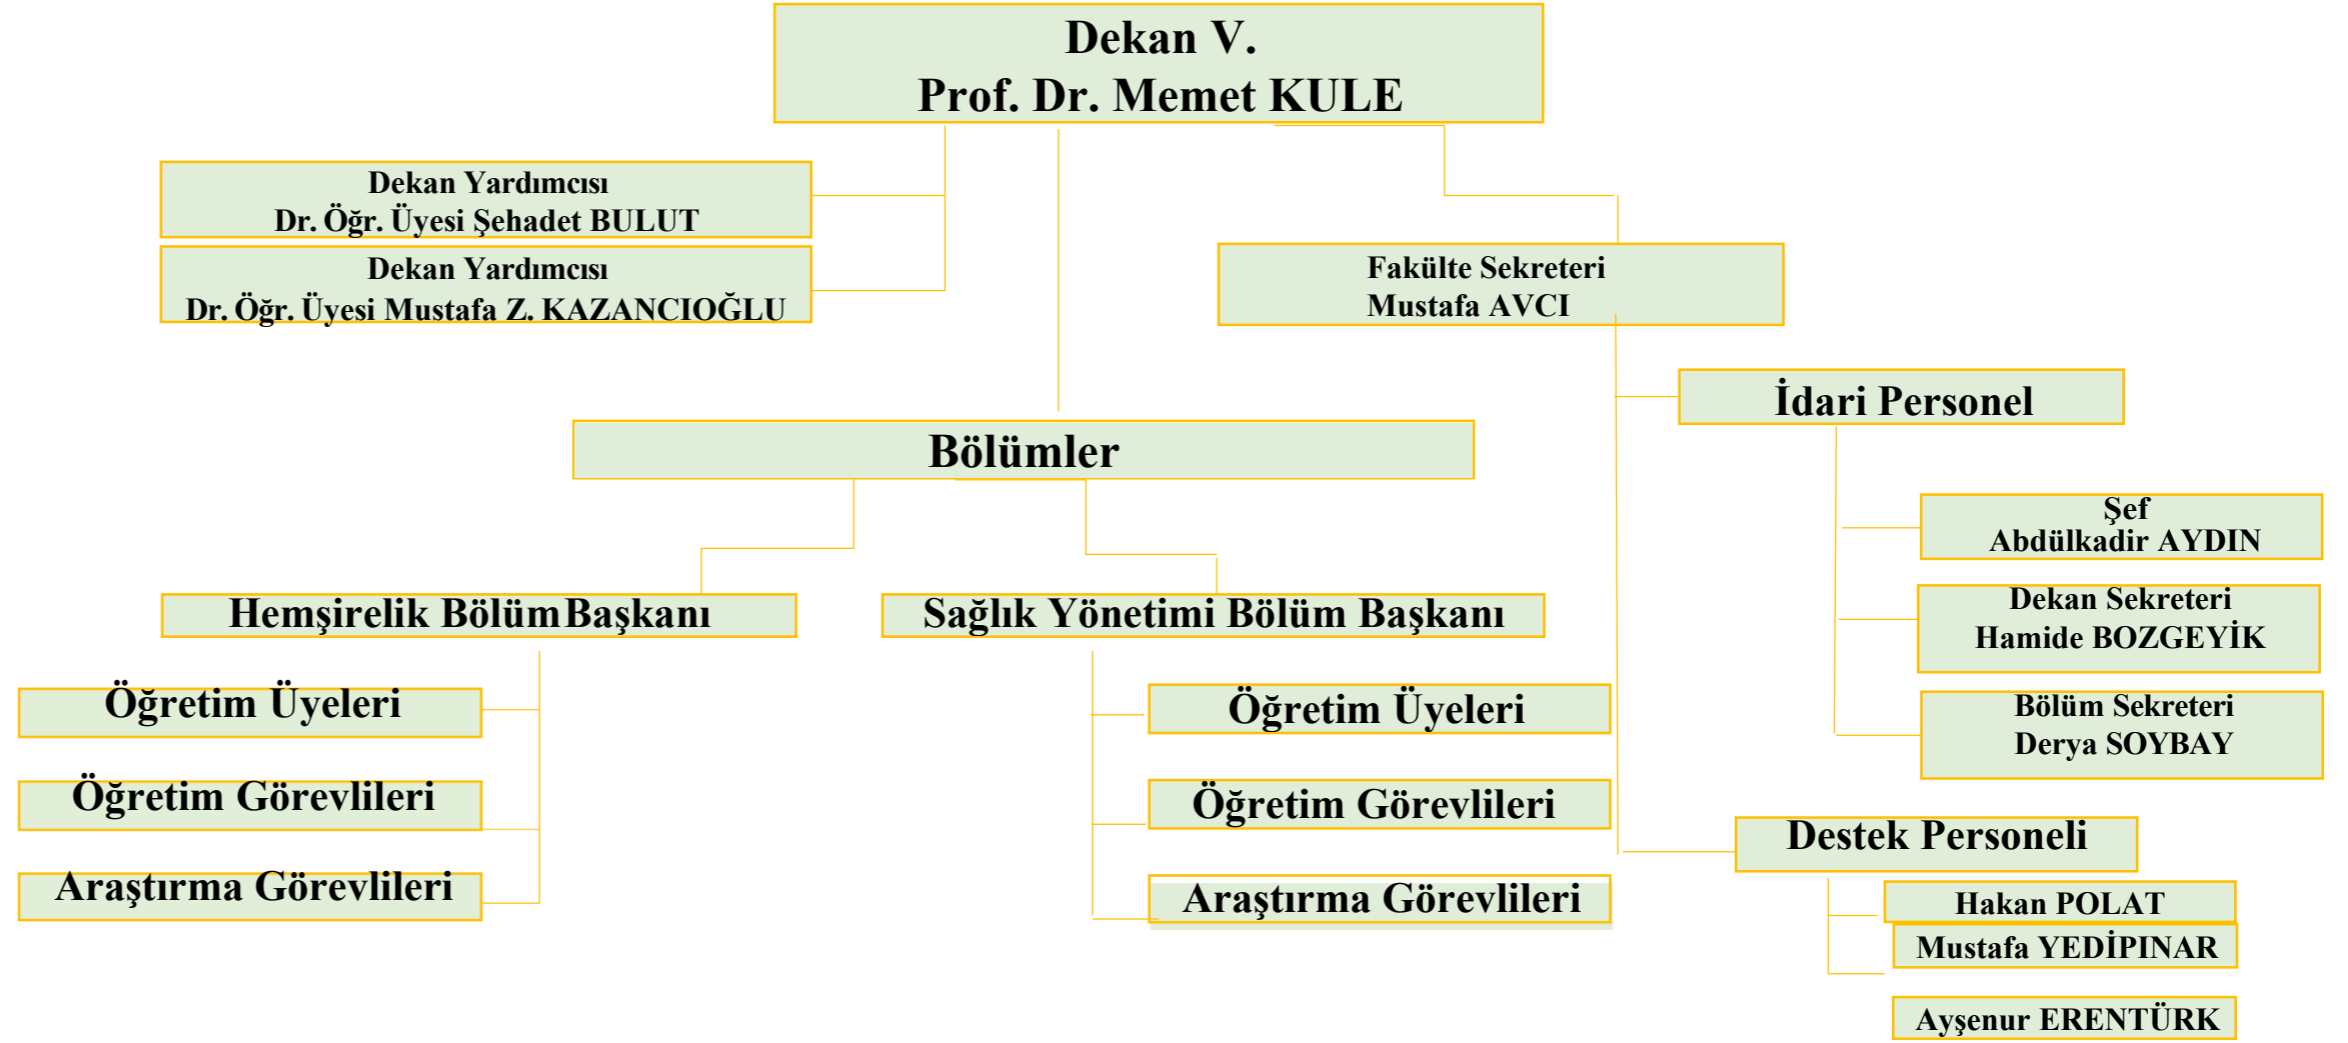 Dekan V.
Prof. Dr. Memet KULE
Dekan Yardımcısı
Dr. Öğr. Üyesi Şehadet BULUT
Dekan Yardımcısı
Dr. Öğr. Üyesi Mustafa Z. KAZANCIOĞLU
Fakülte Sekreteri
Mustafa AVCI
İdari Personel
Bölümler
Şef
Abdülkadir AYDIN
Dekan Sekreteri
Hamide BOZGEYİK
Bölüm Sekreteri
Derya SOYBAY
Hemşirelik Bölüm Başkanı
Öğretim Üyeleri
Öğretim Görevlileri
Araştırma Görevlileri
Sağlık Yönetimi Bölüm Başkanı
Öğretim Üyeleri
Öğretim Görevlileri
Araştırma Görevlileri
Destek Personeli
Hakan POLAT
Mustafa YEDİPINAR
Ayşenur ERENTÜRK